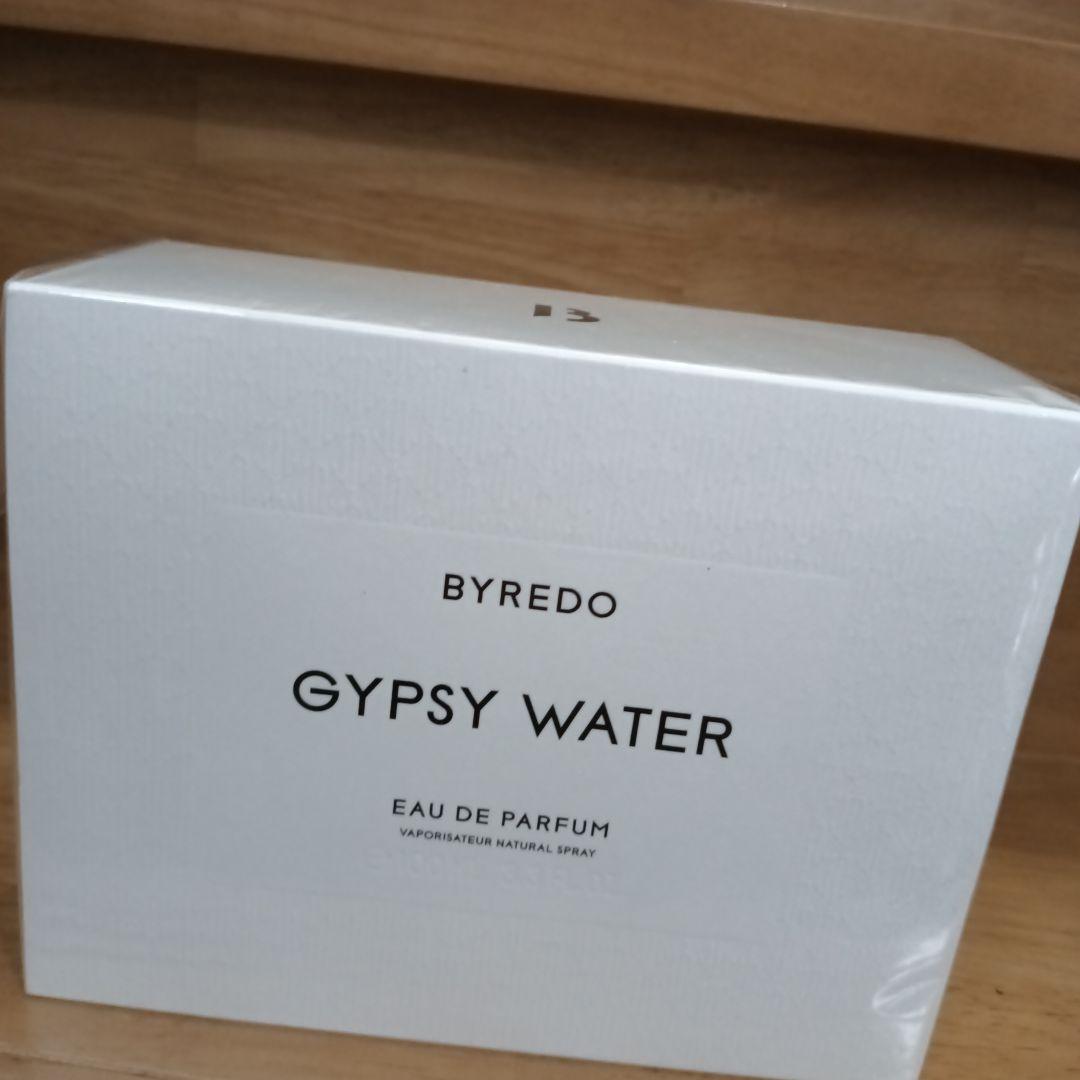 B
BYREDO
GYPSY WATER
EAU DE PARFUM
VAPORISATEUR NATURAL SPRAY